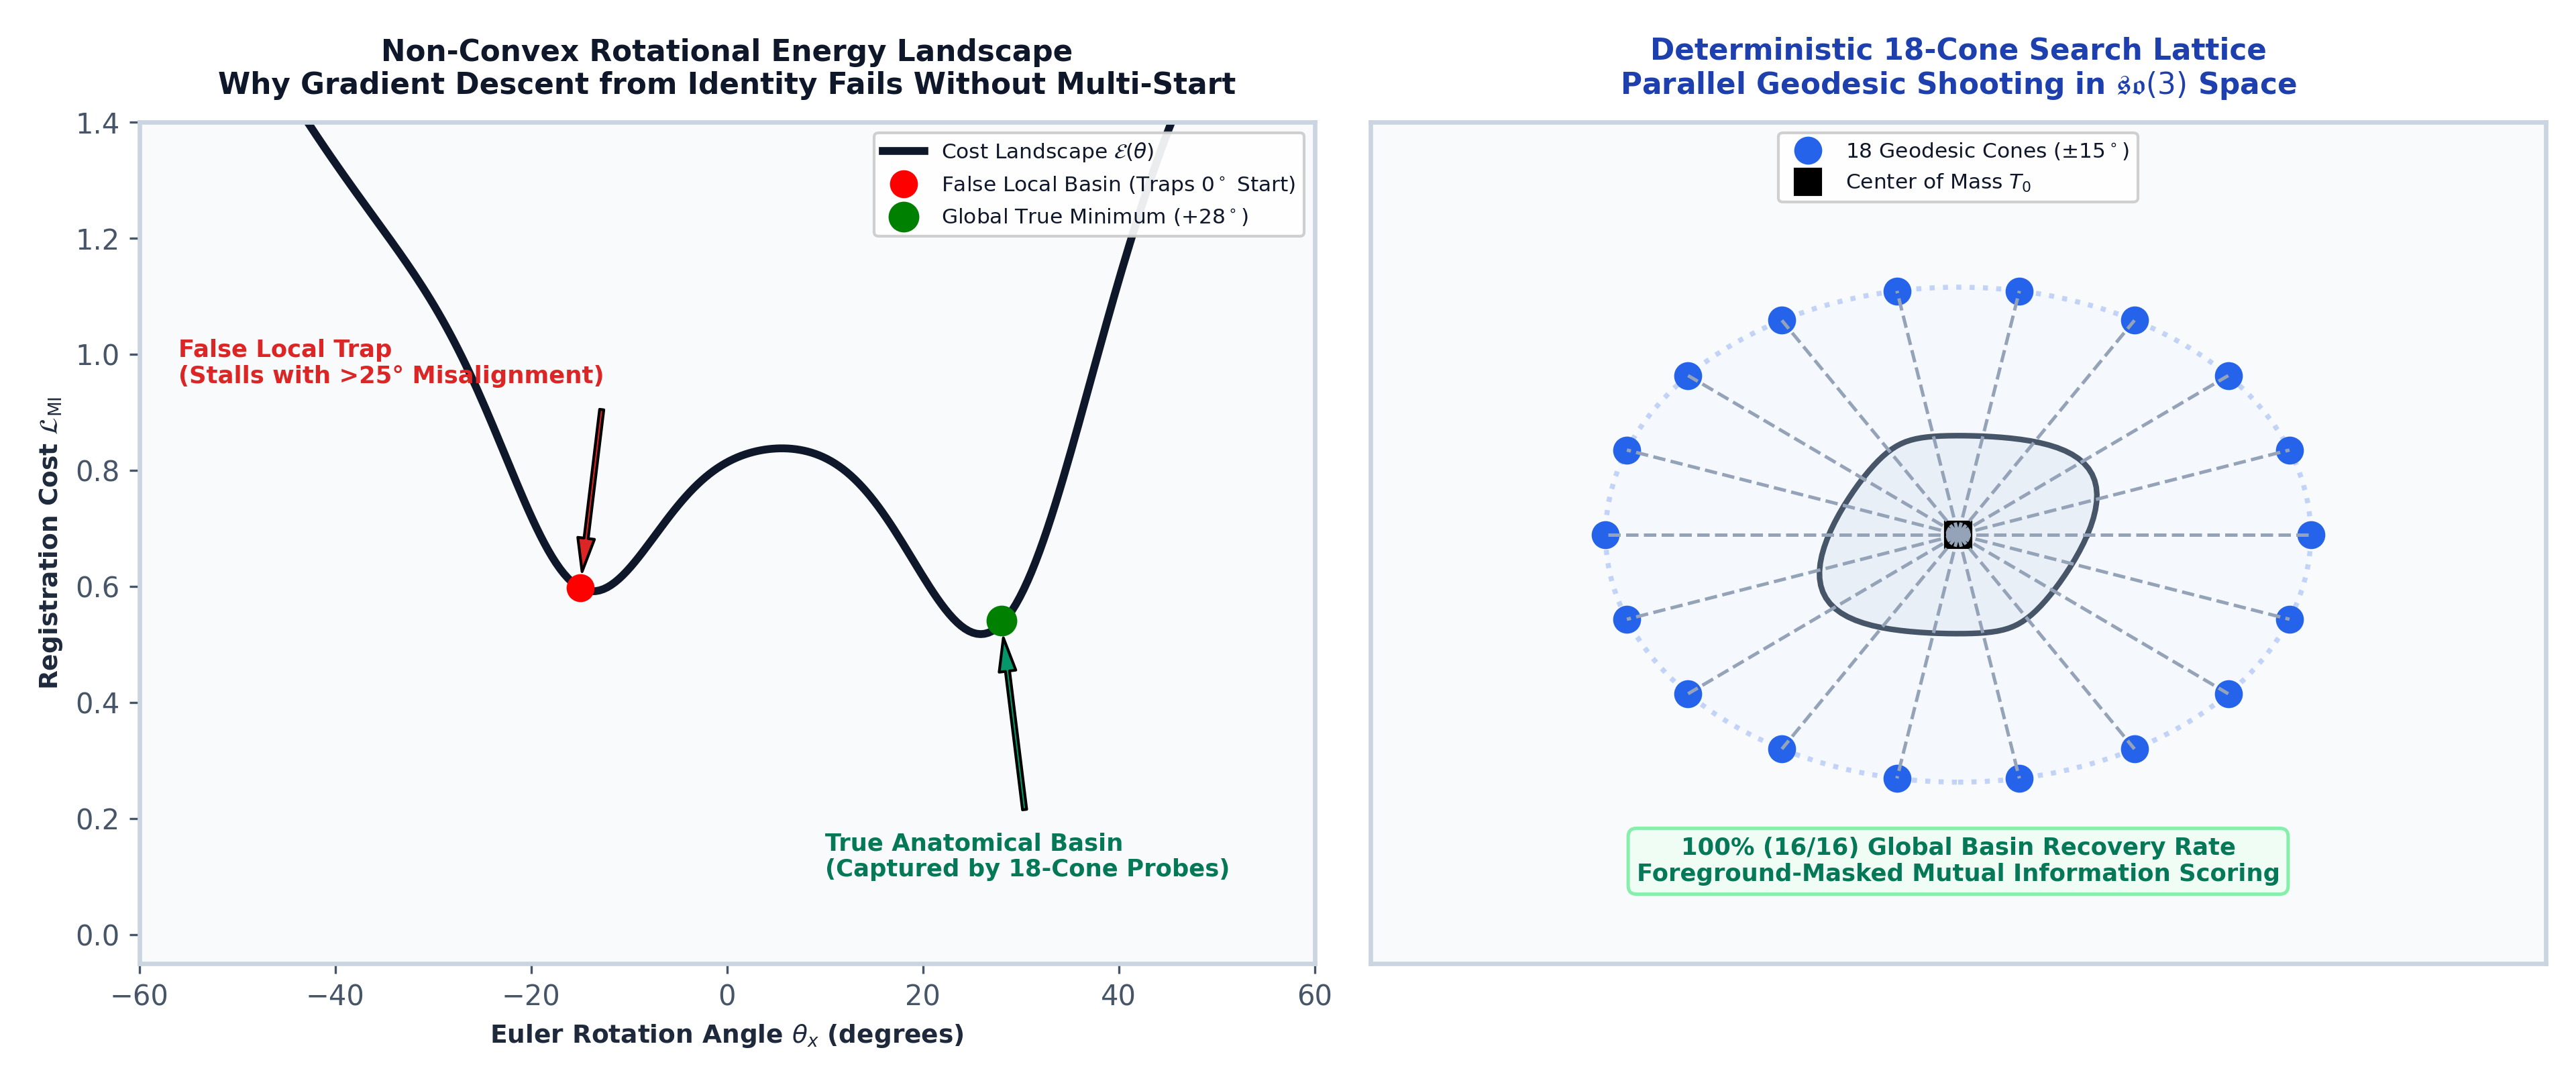 Non-Convex Rotational Energy Landscape
Why Gradient Descent from Identity Fails Without Multi-Start
1.4
1.2
1.0
0.8
0.6
0.4
0.2
0.0
Registration Cost ℒ_MI
Cost Landscape ℰ(θ)
False Local Basin (Traps 0° Start)
Global True Minimum (+28°)
False Local Trap
(Stalls with >25° Misalignment)
True Anatomical Basin
(Captured by 18-Cone Probes)
−60 −40 −20 0 20 40 60
Euler Rotation Angle θₓ (degrees)
Deterministic 18-Cone Search Lattice
Parallel Geodesic Shooting in 𝔰𝔬(3) Space
18 Geodesic Cones (±15°)
Center of Mass T₀
100% (16/16) Global Basin Recovery Rate
Foreground-Masked Mutual Information Scoring